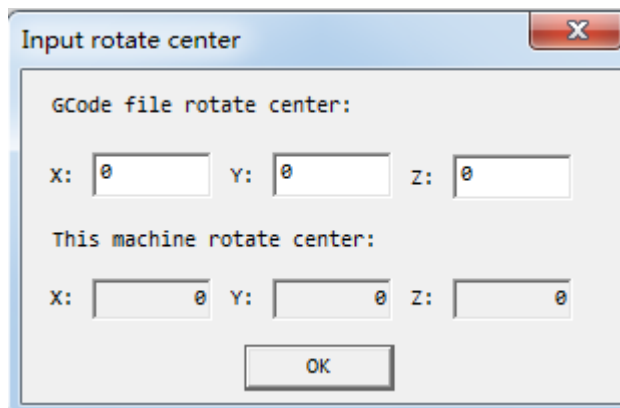 Input rotate center
GCode file rotate center:
X: 0 Y: 0 Z: 0
This machine rotate center:
X: 0 Y: 0 Z: 0
OK